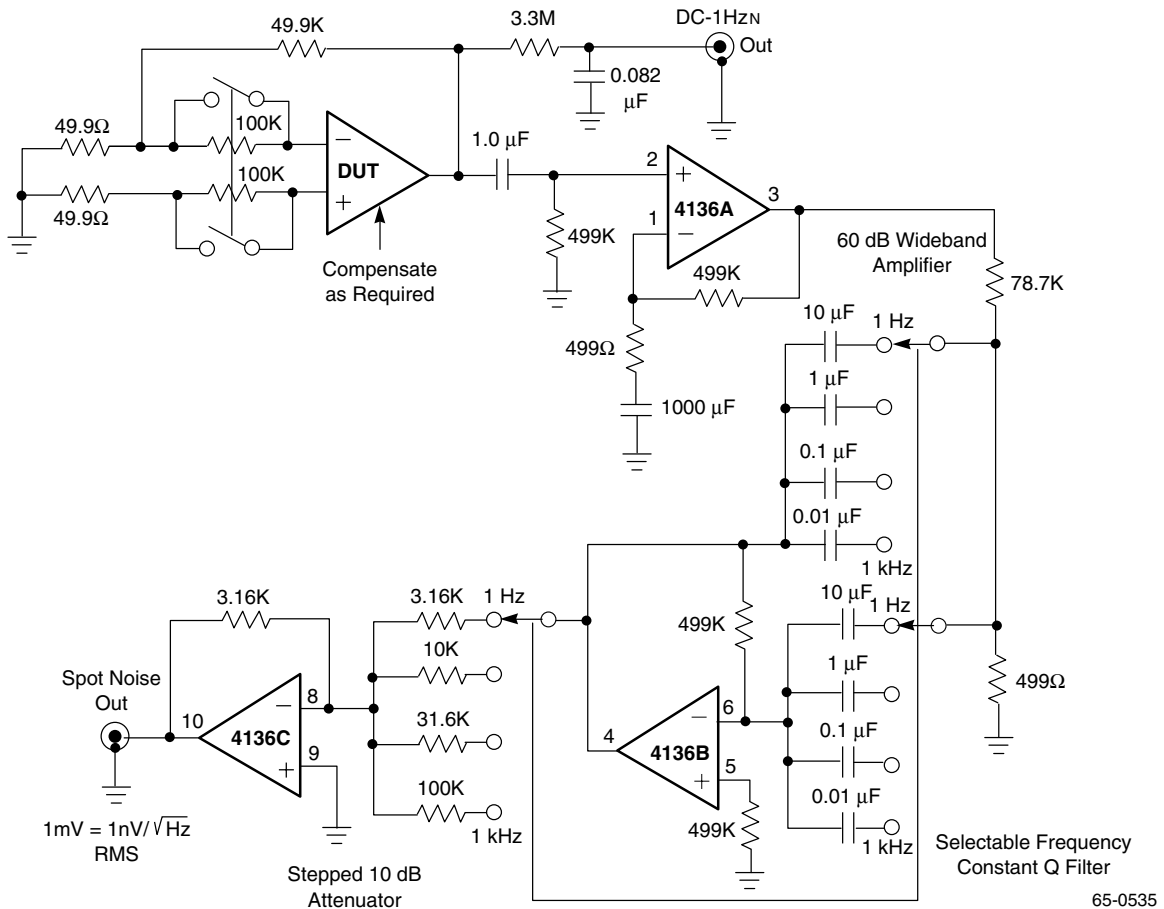 49.9K
3.3M
DC-1HzN
Out
0.082
µF
49.9Ω
100K
100K
49.9Ω
−
DUT
+
Compensate
as Required
1.0 µF
499K
2
+
4136A
3
1
−
499K
499Ω
1000 µF
60 dB Wideband
Amplifier
78.7K
10 µF
1 Hz
1 µF
0.1 µF
0.01 µF
1 kHz
10 µF
1 Hz
1 µF
0.1 µF
0.01 µF
1 kHz
499Ω
499K
6
−
4136B
4
+
5
499K
3.16K
1 Hz
10K
31.6K
100K
1 kHz
3.16K
8
−
4136C
10
+
9
Spot Noise
Out
1mV = 1nV/√Hz
RMS
Stepped 10 dB
Attenuator
Selectable Frequency
Constant Q Filter
65-0535